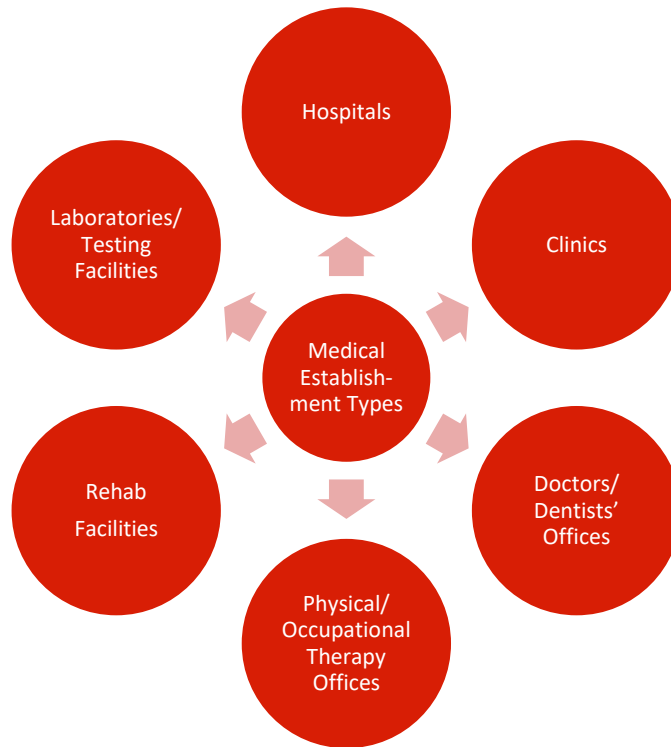 Hospitals
Clinics
Doctors/
Dentists’
Offices
Physical/
Occupational
Therapy
Offices
Rehab
Facilities
Laboratories/
Testing
Facilities
Medical
Establish-
ment Types